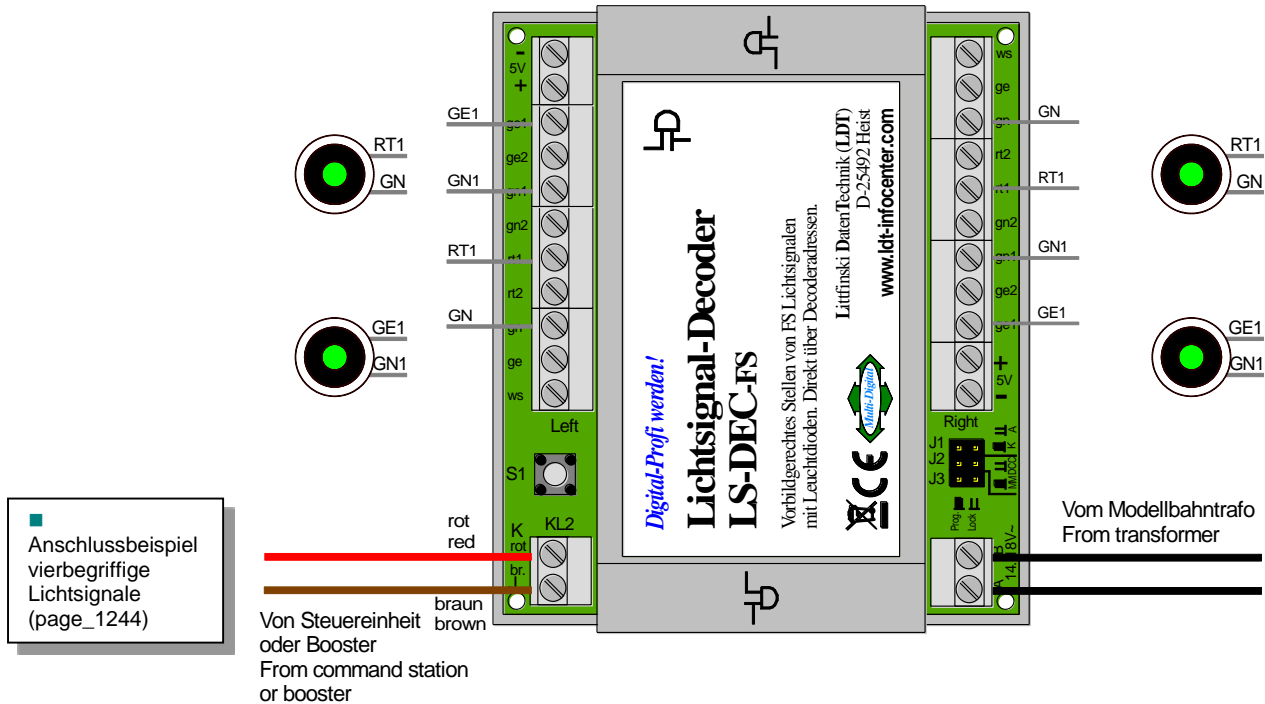 -
5V
+
GE1
ge1
ge2
GN1
gn1
gn2
RT1
rt1
rt2
GN
gn
ge
ws
Left
S1
K
KL2
rot
br.
RT1
GN
GE1
GN1
Digital-Profi werden!
Lichtsignal-Decoder
LS-DEC-FS
Vorbildgerechtes Stellen von FS Lichtsignalen
mit Leuchtdioden. Direkt über Decoderadressen.
Littfinski DatenTechnik (LDT)
D-25492 Heist
www.ldt-infocenter.com
Multi-Digital
CE
ws
ge
gn
GN
rt2
rt1
RT1
gn2
gn1
GN1
ge2
ge1
GE1
+
5V
-
Right
J1
J2
J3
K A
MM DCC
Prog.
Lock
A
RT1
GN
GE1
GN1
rot
red
braun
brown
Von Steuereinheit
oder Booster
From command station
or booster
Vom Modellbahntrafo
From transformer
Anschlussbeispiel
vierbegriffige
Lichtsignale
(page_1244)